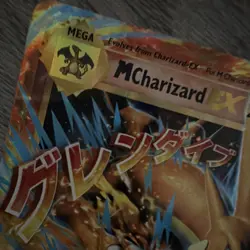 MEGA
Evolves from Charizard-EX
MCharizard EX
グレンダイブ